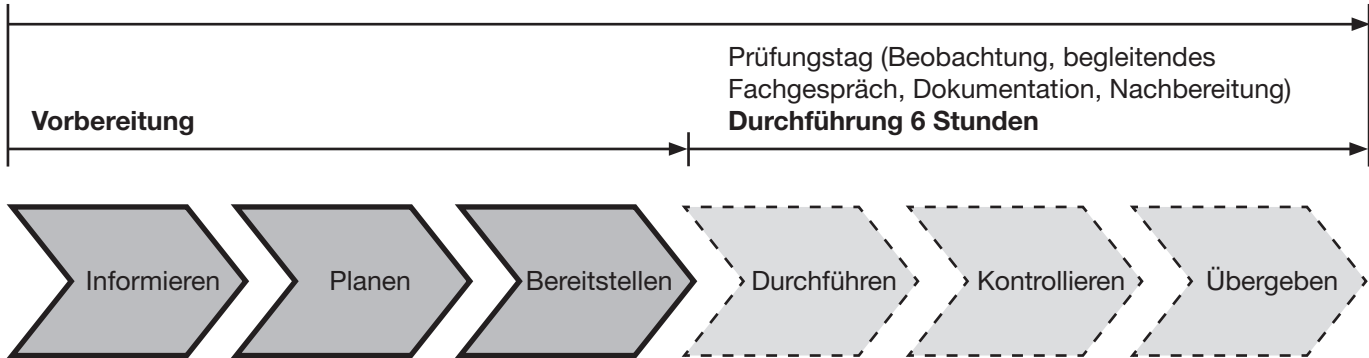 Prüfungstag (Beobachtung, begleitendes
Fachgespräch, Dokumentation, Nachbereitung)
Vorbereitung
Durchführung 6 Stunden
Informieren
Planen
Bereitstellen
Durchführen
Kontrollieren
Übergeben